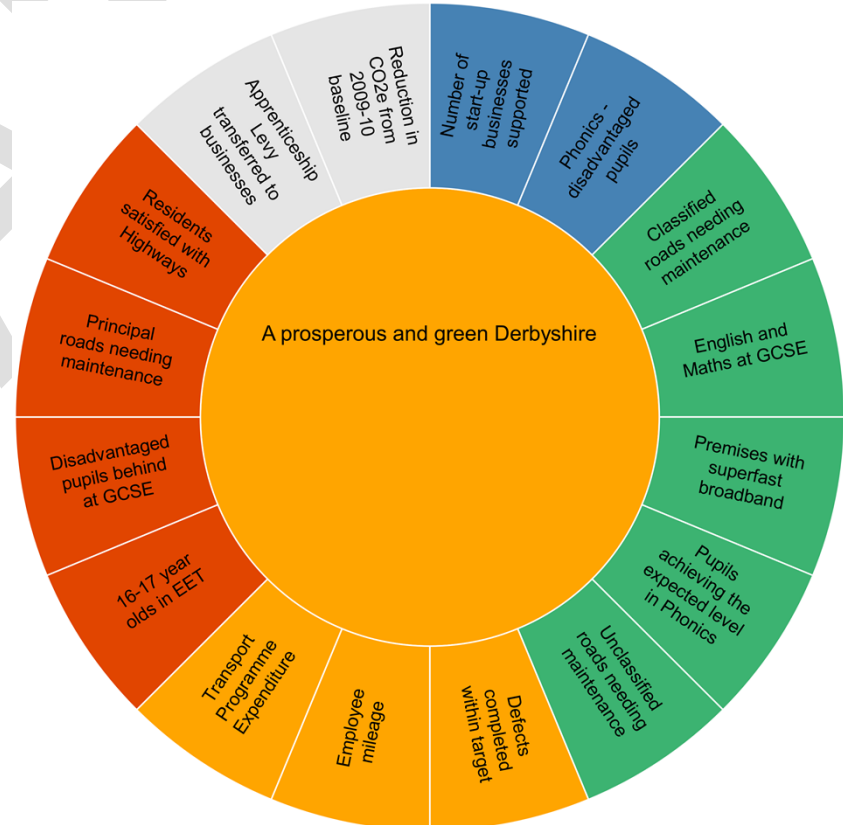 A prosperous and green Derbyshire
Number of
start-up
businesses
supported
Phonics -
disadvantaged
pupils
Classified
roads needing
maintenance
English and
Maths at GCSE
Premises with
superfast
broadband
Pupils
achieving the
expected level
in Phonics
Unclassified
roads needing
maintenance
Defects
completed
within target
Employee
mileage
Transport
Programme
Expenditure
16-17 year
olds in EET
Disadvantaged
pupils behind
at GCSE
Principal
roads needing
maintenance
Residents
satisfied with
Highways
Apprenticeship
Levy
transferred to
businesses
Reduction in
CO2e from
2009-10
baseline